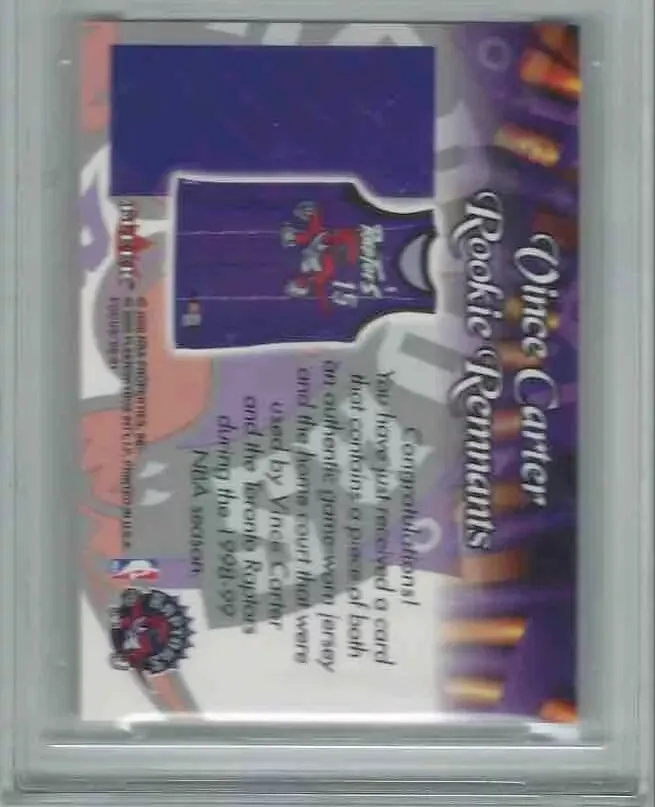 Vince Carter
Rookie Remnants
Raptors
15
Congratulations!
You have just received a card
that contains a piece of both
an authentic game-worn jersey
and the home court that were
used by Vince Carter
and the Toronto Raptors
during the 1998-99
NBA season.